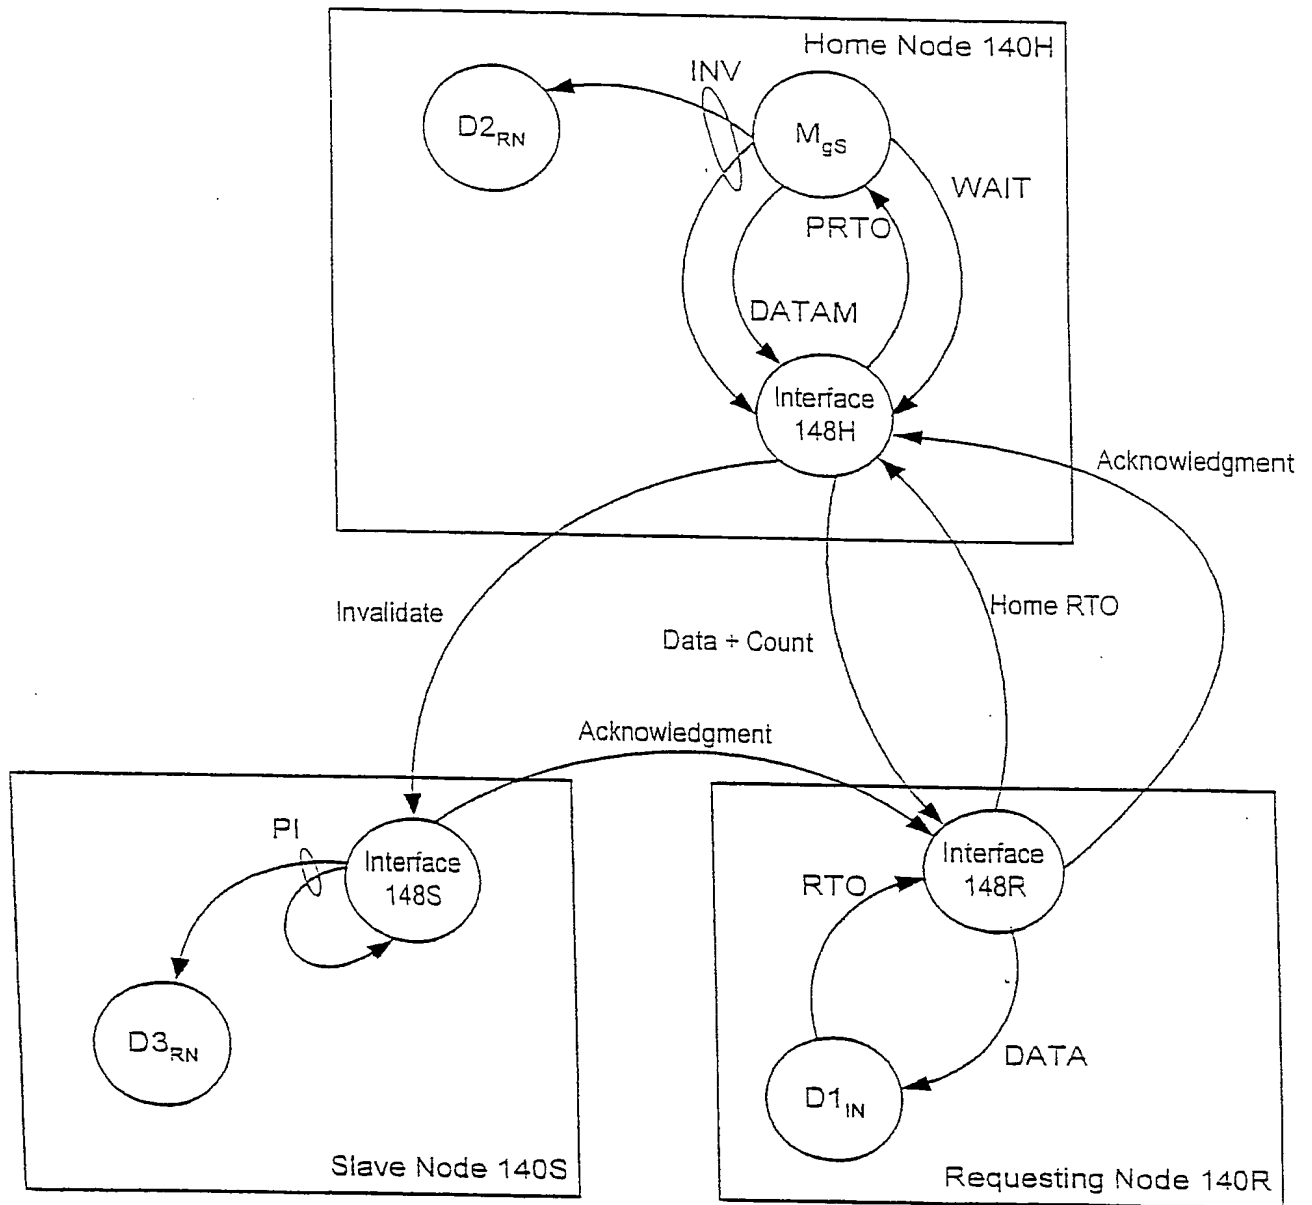 Home Node 140H
INV
D2RN
MgS
WAIT
PRTO
DATAM
Interface
148H
Acknowledgment
Invalidate
Home RTO
Data + Count
Acknowledgment
PI
Interface
148S
Interface
148R
RTO
D3RN
DATA
D1IN
Slave Node 140S
Requesting Node 140R